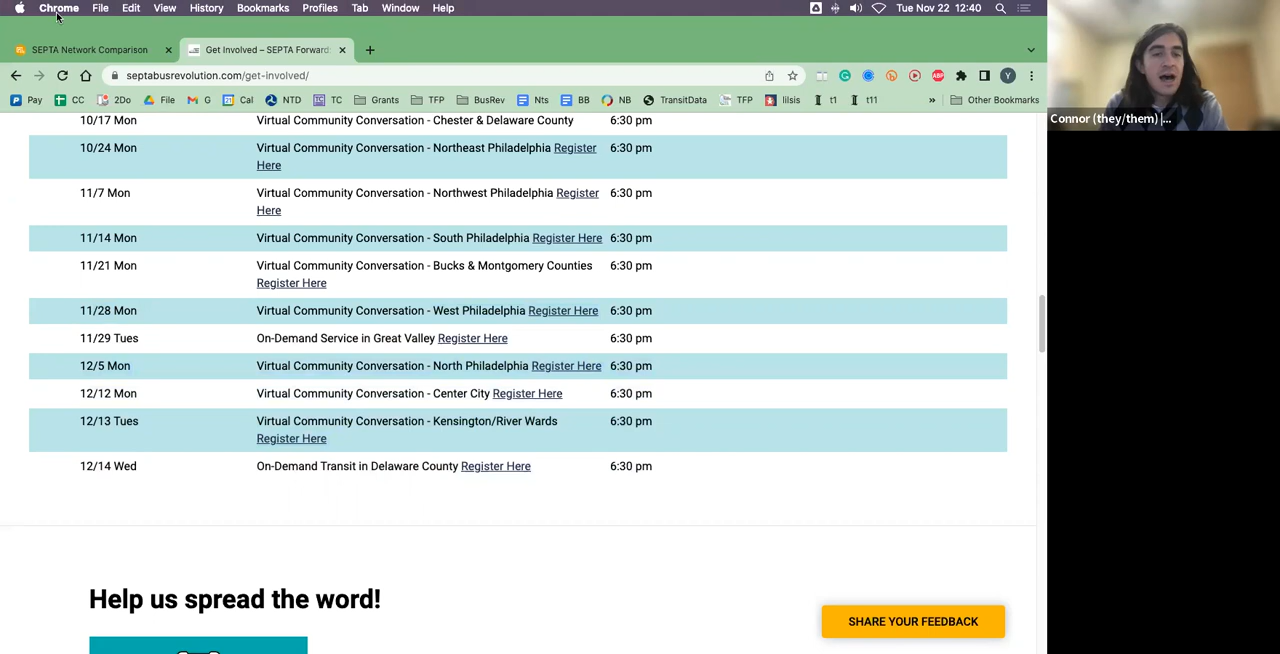 Chrome File Edit View History Bookmarks Profiles Tab Window Help Tue Nov 22 12:40
SEPTA Network Comparison Get Involved – SEPTA Forward
septabusrevolution.com/get-involved/ Y
Pay CC 2Do File G Cal NTD TC Grants TFP BusRev Nts BB NB TransitData TFP lilsis t1 t11 » Other Bookmarks
10/17 Mon Virtual Community Conversation - Chester & Delaware County 6:30 pm
10/24 Mon Virtual Community Conversation - Northeast Philadelphia Register 6:30 pm
Here
11/7 Mon Virtual Community Conversation - Northwest Philadelphia Register 6:30 pm
Here
11/14 Mon Virtual Community Conversation - South Philadelphia Register Here 6:30 pm
11/21 Mon Virtual Community Conversation - Bucks & Montgomery Counties 6:30 pm
Register Here
11/28 Mon Virtual Community Conversation - West Philadelphia Register Here 6:30 pm
11/29 Tues On-Demand Service in Great Valley Register Here 6:30 pm
12/5 Mon Virtual Community Conversation - North Philadelphia Register Here 6:30 pm
12/12 Mon Virtual Community Conversation - Center City Register Here 6:30 pm
12/13 Tues Virtual Community Conversation - Kensington/River Wards 6:30 pm
Register Here
12/14 Wed On-Demand Transit in Delaware County Register Here 6:30 pm
Help us spread the word!
SHARE YOUR FEEDBACK
Connor (they/them) |...